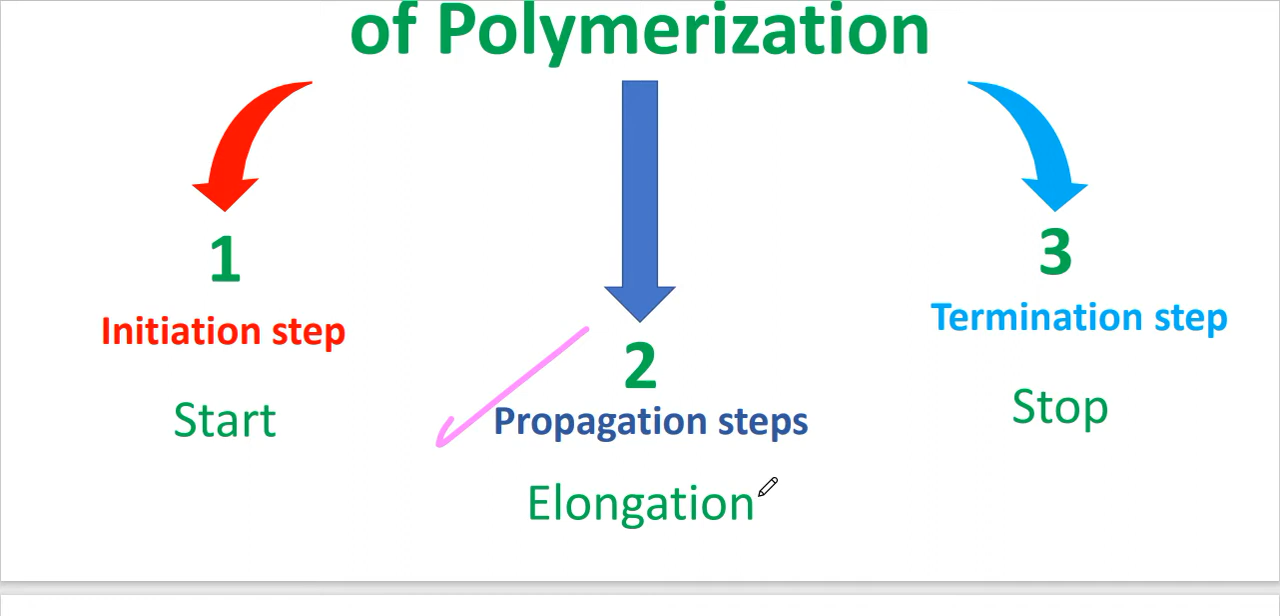 of Polymerization
1
Initiation step
Start
2
Propagation steps
Elongation
3
Termination step
Stop